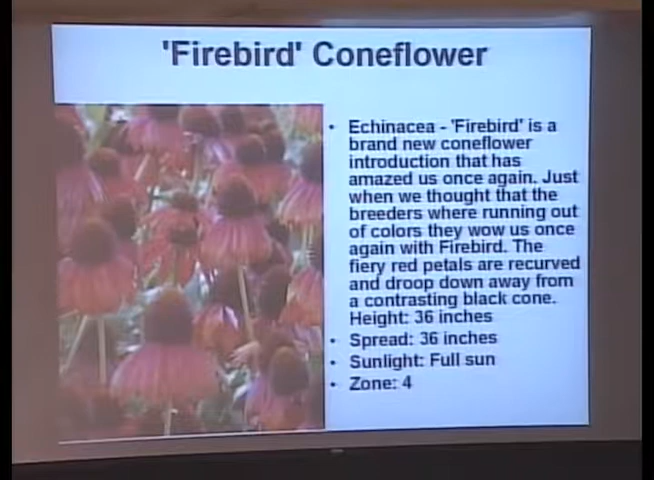 'Firebird' Coneflower
• Echinacea - 'Firebird' is a
brand new coneflower
introduction that has
amazed us once again. Just
when we thought that the
breeders where running out
of colors they wow us once
again with Firebird. The
fiery red petals are recurved
and droop down away from
a contrasting black cone.
Height: 36 inches
• Spread: 36 inches
• Sunlight: Full sun
• Zone: 4